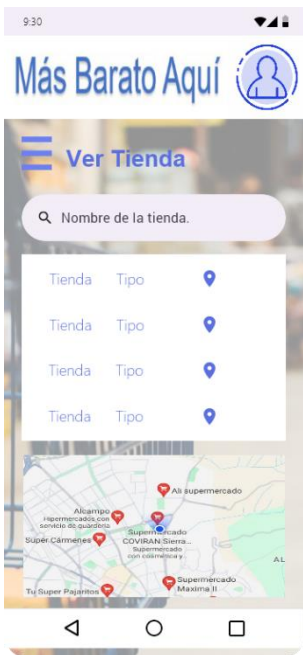 9:30
Más Barato Aquí
Ver Tienda
Nombre de la tienda.
Tienda Tipo
Tienda Tipo
Tienda Tipo
Tienda Tipo
Ali supermercado
Alcampo
Hipermercados con
servicio de guardería
Supermercado
COVIRAN Sierra...
Supermercado
con cosmética y
Súper Cármenes
AL
Supermercado
Maxima II
Tu Super Pajaritos